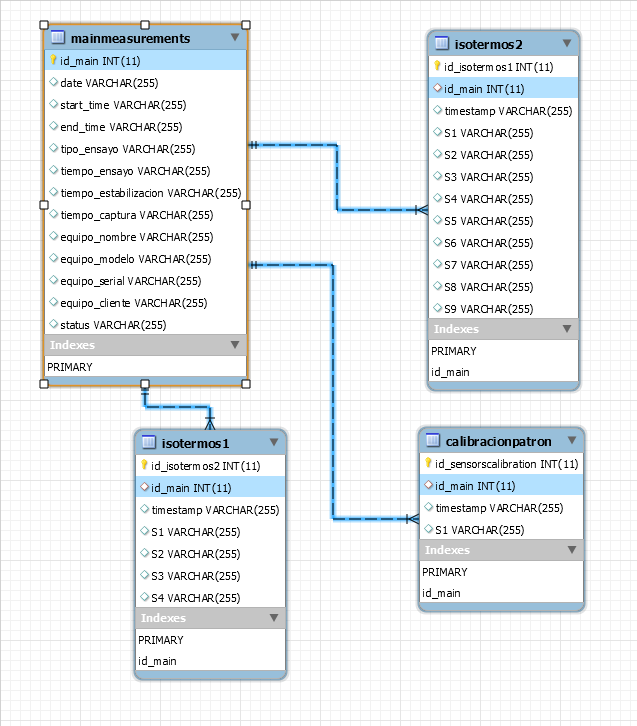 mainmeasurements
id_main INT(11)
date VARCHAR(255)
start_time VARCHAR(255)
end_time VARCHAR(255)
tipo_ensayo VARCHAR(255)
tiempo_ensayo VARCHAR(255)
tiempo_estabilizacion VARCHAR(255)
tiempo_captura VARCHAR(255)
equipo_nombre VARCHAR(255)
equipo_modelo VARCHAR(255)
equipo_serial VARCHAR(255)
equipo_cliente VARCHAR(255)
status VARCHAR(255)
Indexes
PRIMARY
isotermos2
id_isotermos1 INT(11)
id_main INT(11)
timestamp VARCHAR(255)
S1 VARCHAR(255)
S2 VARCHAR(255)
S3 VARCHAR(255)
S4 VARCHAR(255)
S5 VARCHAR(255)
S6 VARCHAR(255)
S7 VARCHAR(255)
S8 VARCHAR(255)
S9 VARCHAR(255)
Indexes
PRIMARY
id_main
isotermos1
id_isotermos2 INT(11)
id_main INT(11)
timestamp VARCHAR(255)
S1 VARCHAR(255)
S2 VARCHAR(255)
S3 VARCHAR(255)
S4 VARCHAR(255)
Indexes
PRIMARY
id_main
calibracionpatron
id_sensorscalibration INT(11)
id_main INT(11)
timestamp VARCHAR(255)
S1 VARCHAR(255)
Indexes
PRIMARY
id_main